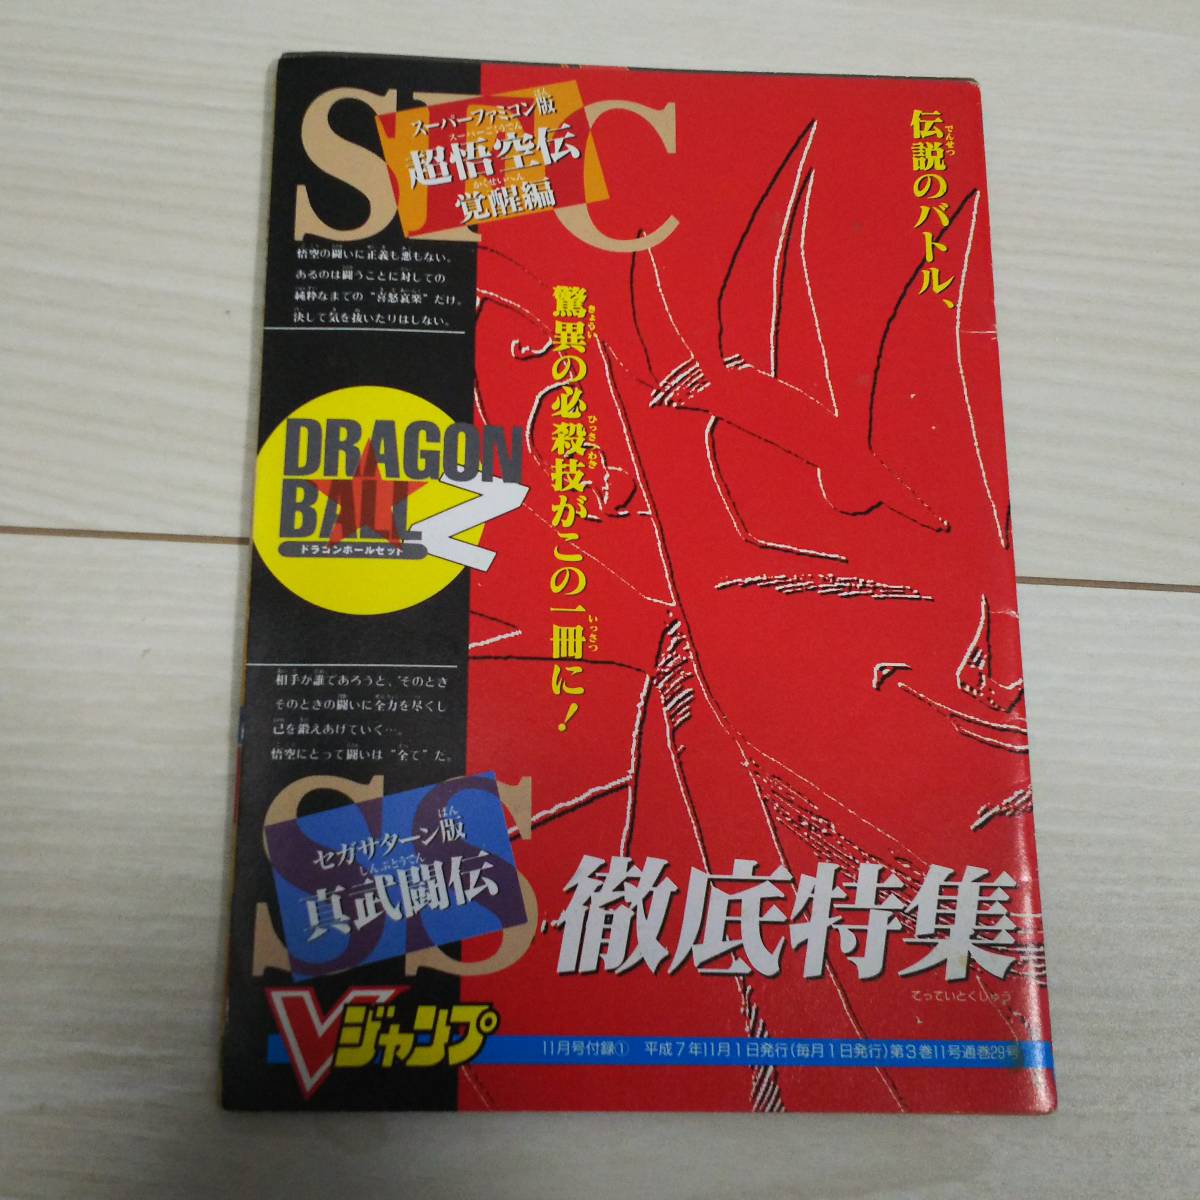 SFC
スーパーファミコン版
超悟空伝
覚醒編
悟空の闘いに正義も悪もない。
あるのは闘うことに対しての
純粋なまでの“喜怒哀楽”だけ。
決して気を抜いたりはしない。
伝説のバトル、
驚異の必殺技がこの一冊に!
DRAGON
BALL Z
ドラゴンボールセット
相手が誰であろうと、そのとき
そのときの闘いに全力を尽くし
己を鍛えあげていく…。
悟空にとって闘いは“全て”だ。
SS
セガサターン版
真武闘伝
徹底特集
てっていとくしゅう
Vジャンプ
11月号付録① 平成7年11月1日発行(毎月1日発行)第3巻11号通巻29号